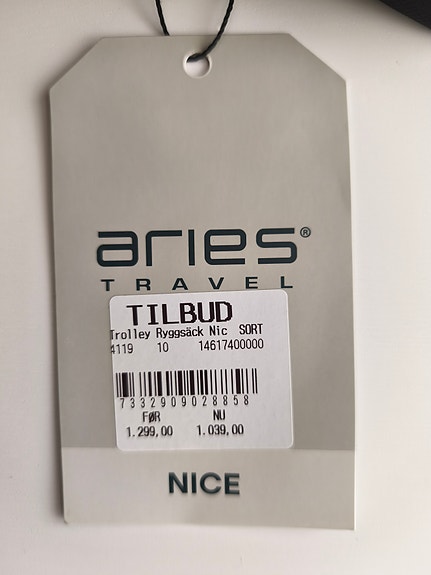 aries®
TRAVEL
TILBUD
Trolley Ryggsäck Nic SORT
4119 10 14617400000
7332909028858
FØR NU
1.299,00 1.039,00
NICE